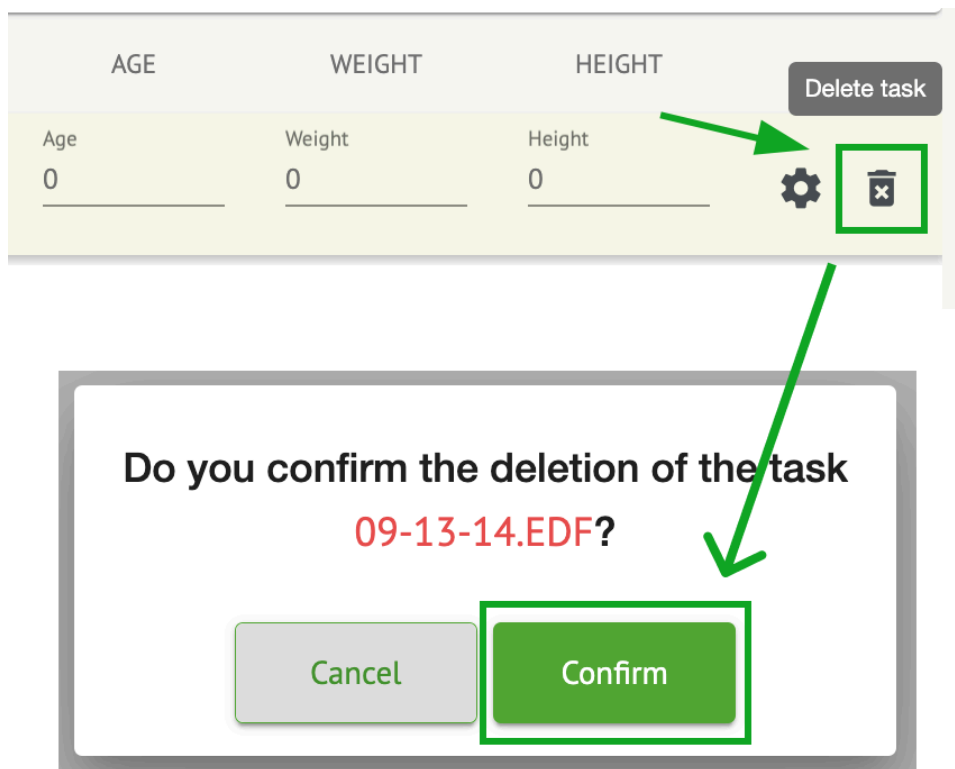 AGE WEIGHT HEIGHT
Delete task
Age Weight Height
0 0 0
Do you confirm the deletion of the task
09-13-14.EDF?
Cancel Confirm